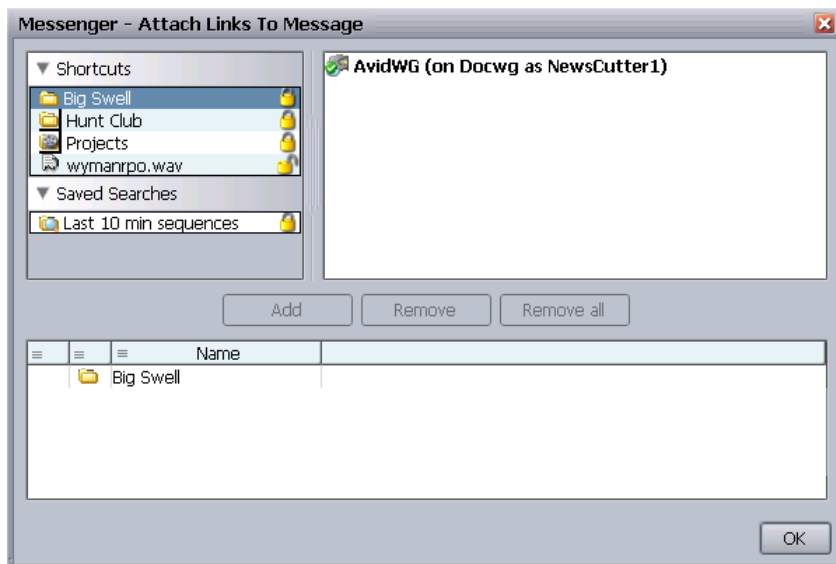 Messenger - Attach Links To Message
Shortcuts
Big Swell
Hunt Club
Projects
wymanrpo.wav
Saved Searches
Last 10 min sequences
AvidWG (on Docwg as NewsCutter1)
Add
Remove
Remove all
Name
Big Swell
OK